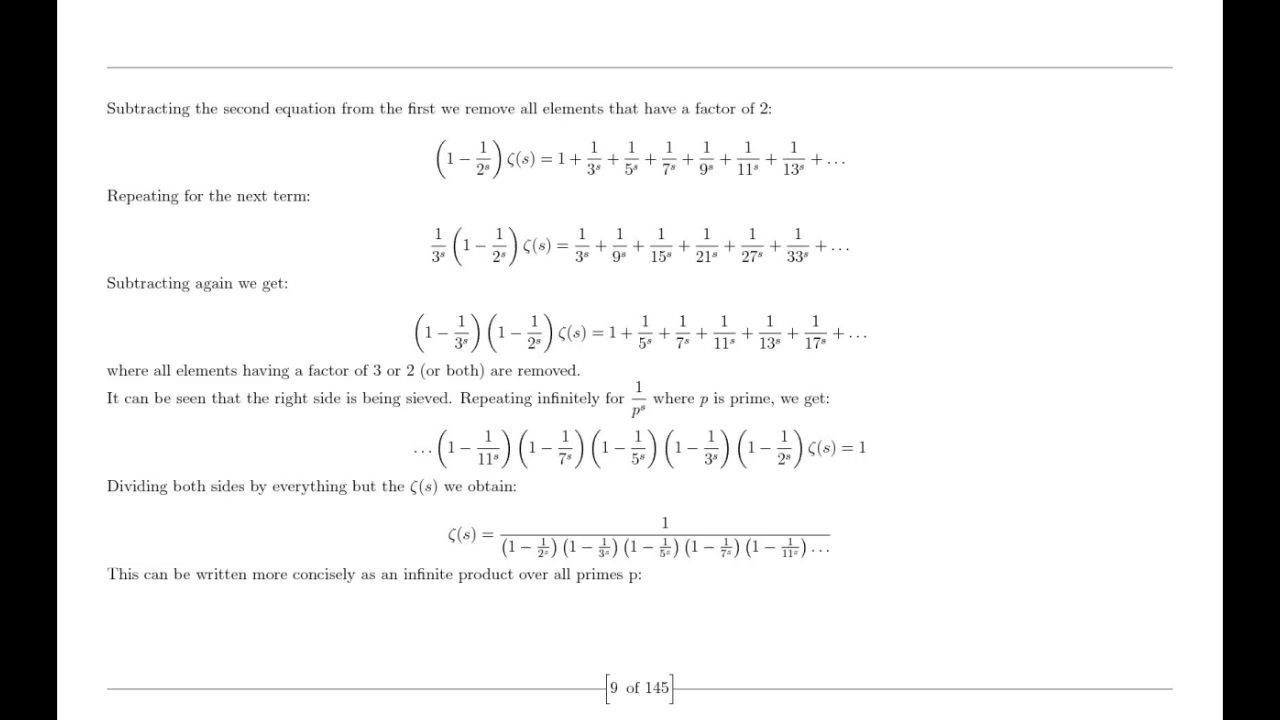 Subtracting the second equation from the first we remove all elements that have a factor of 2:
(1 − 1/2^s) ζ(s) = 1 + 1/3^s + 1/5^s + 1/7^s + 1/9^s + 1/11^s + 1/13^s + ...
Repeating for the next term:
1/3^s (1 − 1/2^s) ζ(s) = 1/3^s + 1/9^s + 1/15^s + 1/21^s + 1/27^s + 1/33^s + ...
Subtracting again we get:
(1 − 1/3^s) (1 − 1/2^s) ζ(s) = 1 + 1/5^s + 1/7^s + 1/11^s + 1/13^s + 1/17^s + ...
where all elements having a factor of 3 or 2 (or both) are removed.
It can be seen that the right side is being sieved. Repeating infinitely for 1/p^s where p is prime, we get:
... (1 − 1/11^s) (1 − 1/7^s) (1 − 1/5^s) (1 − 1/3^s) (1 − 1/2^s) ζ(s) = 1
Dividing both sides by everything but the ζ(s) we obtain:
ζ(s) = 1/((1 − 1/2^s) (1 − 1/3^s) (1 − 1/5^s) (1 − 1/7^s) (1 − 1/11^s) ...)
This can be written more concisely as an infinite product over all primes p:
[9 of 145]